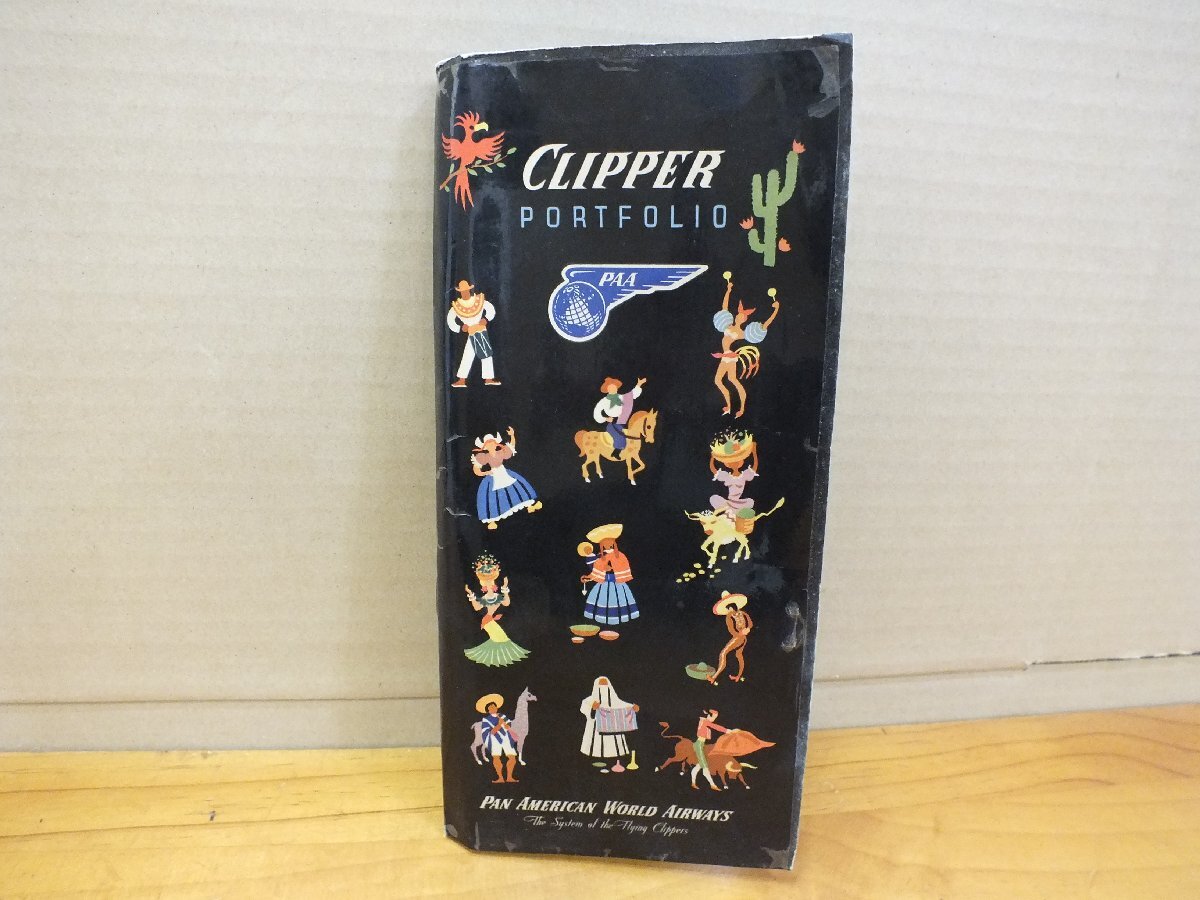 CLIPPER
PORTFOLIO
PAA
PAN AMERICAN WORLD AIRWAYS
The System of the Flying Clippers